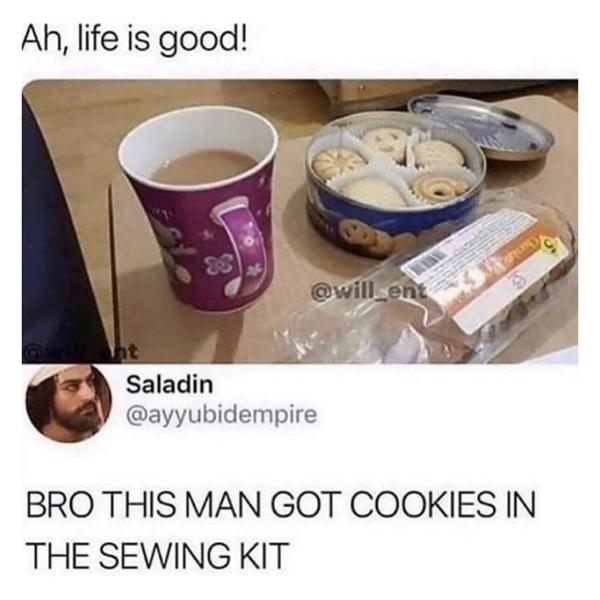 Ah, life is good!
@will_ent
Saladin
@ayyubidempire
BRO THIS MAN GOT COOKIES IN
THE SEWING KIT